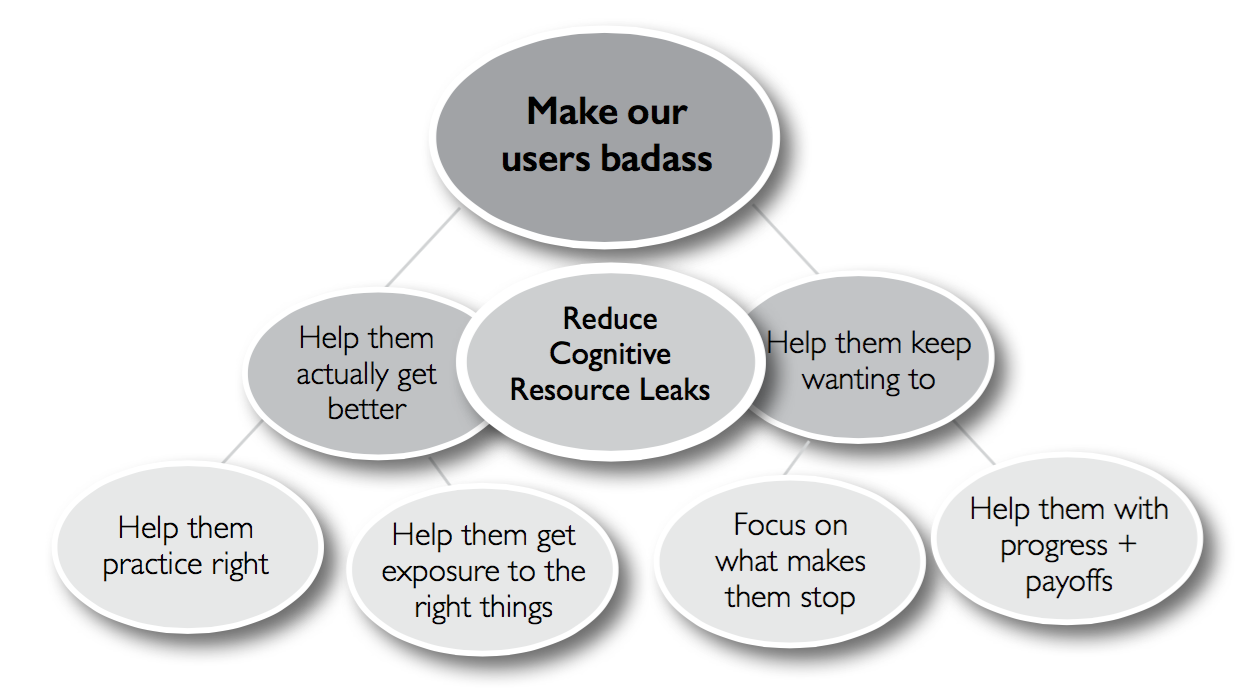 Make our
users badass
Help them
actually get
better
Reduce
Cognitive
Resource Leaks
Help them keep
wanting to
Help them
practice right
Help them get
exposure to the
right things
Focus on
what makes
them stop
Help them with
progress +
payoffs